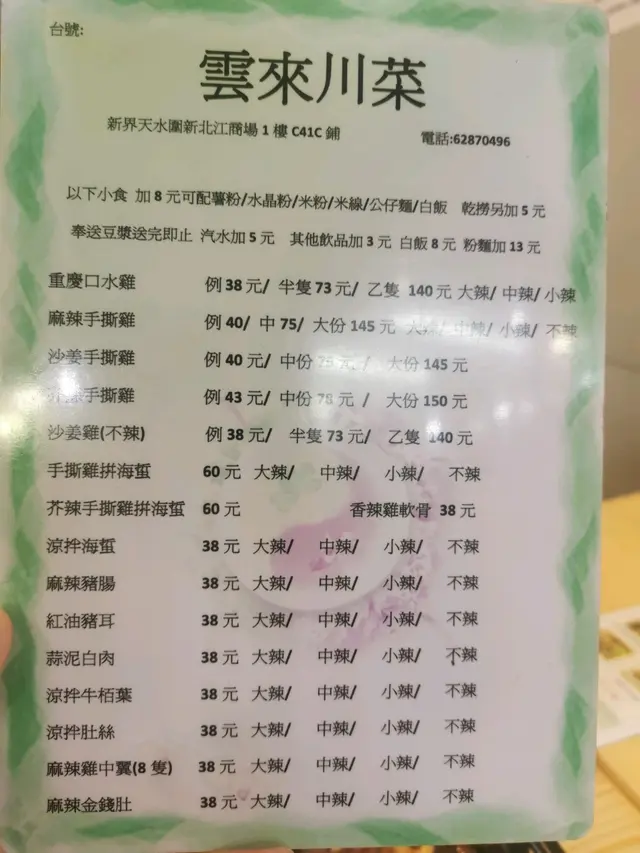 台號:
雲來川菜
新界天水圍新北江商場 1 樓 C41C 鋪 電話:62870496
以下小食 加 8 元可配薯粉/水晶粉/米粉/米線/公仔麵/白飯 乾撈另加 5 元
奉送豆漿送完即止 汽水加 5 元 其他飲品加 3 元 白飯 8 元 粉麵加 13 元
重慶口水雞 例 38 元/ 半隻 73 元/ 乙隻 140 元 大辣/ 中辣/ 小辣
麻辣手撕雞 例 40/ 中 75/ 大份 145 元 大辣/ 中辣/ 小辣/ 不辣
沙姜手撕雞 例 40 元/ 中份 75 元 / 大份 145 元
手撕雞 例 43 元/ 中份 78 元 / 大份 150 元
沙姜雞(不辣) 例 38 元/ 半隻 73 元/ 乙隻 140 元
手撕雞拼海蜇 60 元 大辣/ 中辣/ 小辣/ 不辣
芥辣手撕雞拼海蜇 60 元 香辣雞軟骨 38 元
涼拌海蜇 38 元 大辣/ 中辣/ 小辣/ 不辣
麻辣豬腸 38 元 大辣/ 中辣/ 小辣/ 不辣
紅油豬耳 38 元 大辣/ 中辣/ 小辣/ 不辣
蒜泥白肉 38 元 大辣/ 中辣/ 小辣/ 不辣
涼拌牛栢葉 38 元 大辣/ 中辣/ 小辣/ 不辣
涼拌肚絲 38 元 大辣/ 中辣/ 小辣/ 不辣
麻辣雞中翼(8 隻) 38 元 大辣/ 中辣/ 小辣/ 不辣
麻辣金錢肚 38 元 大辣/ 中辣/ 小辣/ 不辣